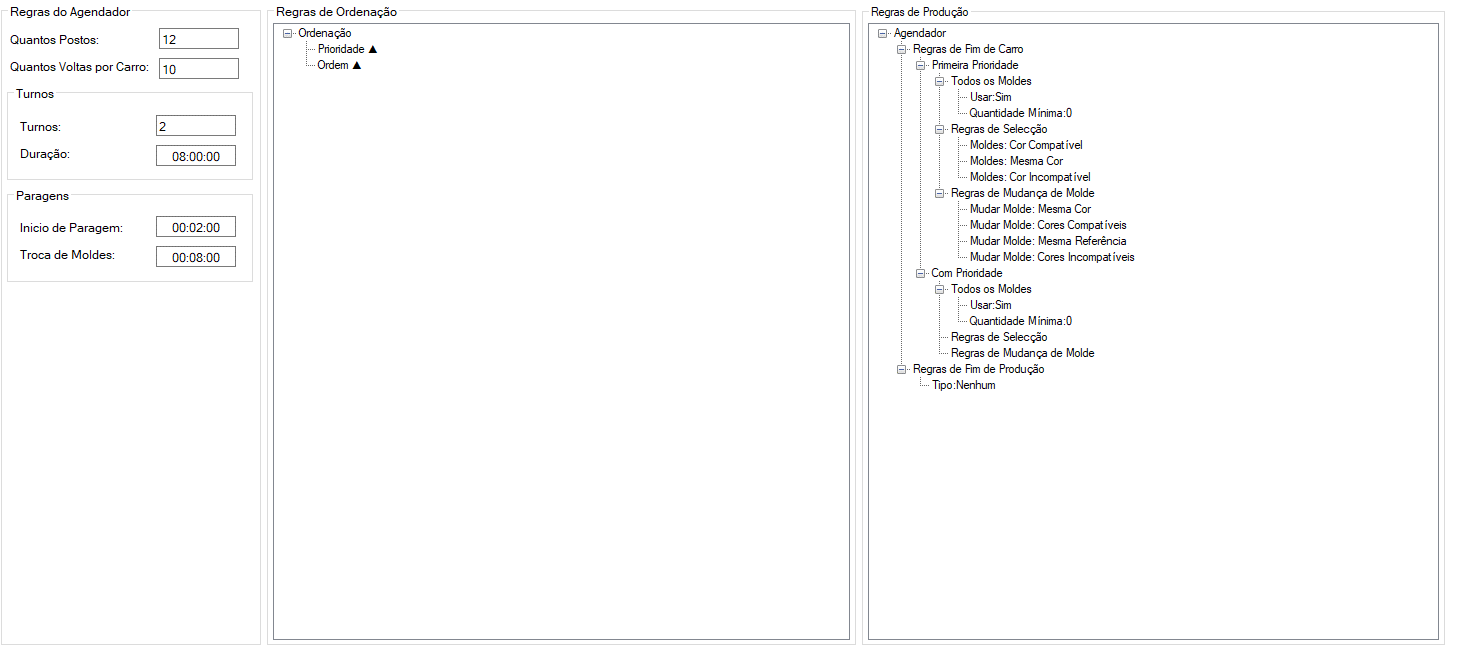 Regras do Agendador
Quantos Postos: 12
Quantos Voltas por Carro: 10
Turnos
Turnos: 2
Duração: 08:00:00
Paragens
Inicio de Paragem: 00:02:00
Troca de Moldes: 00:08:00
Regras de Ordenação
Ordenação
Prioridade ▲
Ordem ▲
Regras de Produção
Agendador
Regras de Fim de Carro
Primeira Prioridade
Todos os Moldes
Usar:Sim
Quantidade Mínima:0
Regras de Selecção
Moldes: Cor Compatível
Moldes: Mesma Cor
Moldes: Cor Incompatível
Regras de Mudança de Molde
Mudar Molde: Mesma Cor
Mudar Molde: Cores Compatíveis
Mudar Molde: Mesma Referência
Mudar Molde: Cores Incompatíveis
Com Prioridade
Todos os Moldes
Usar:Sim
Quantidade Mínima:0
Regras de Selecção
Regras de Mudança de Molde
Regras de Fim de Produção
Tipo:Nenhum